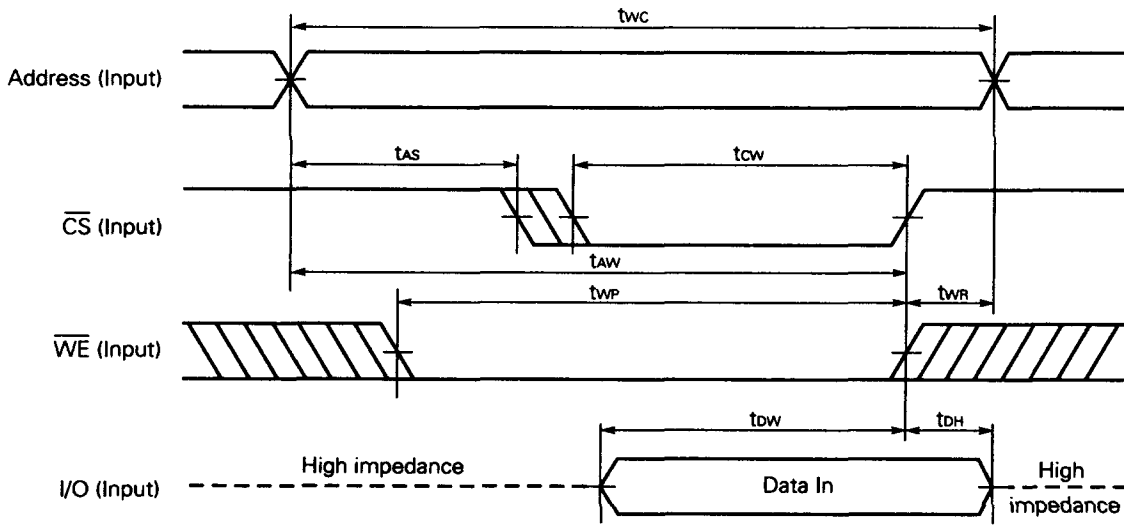 tWC
Address (Input)
tAS
tCW
CS (Input)
tAW
tWP
tWR
WE (Input)
tDW
tDH
I/O (Input)
High impedance
Data In
High
impedance